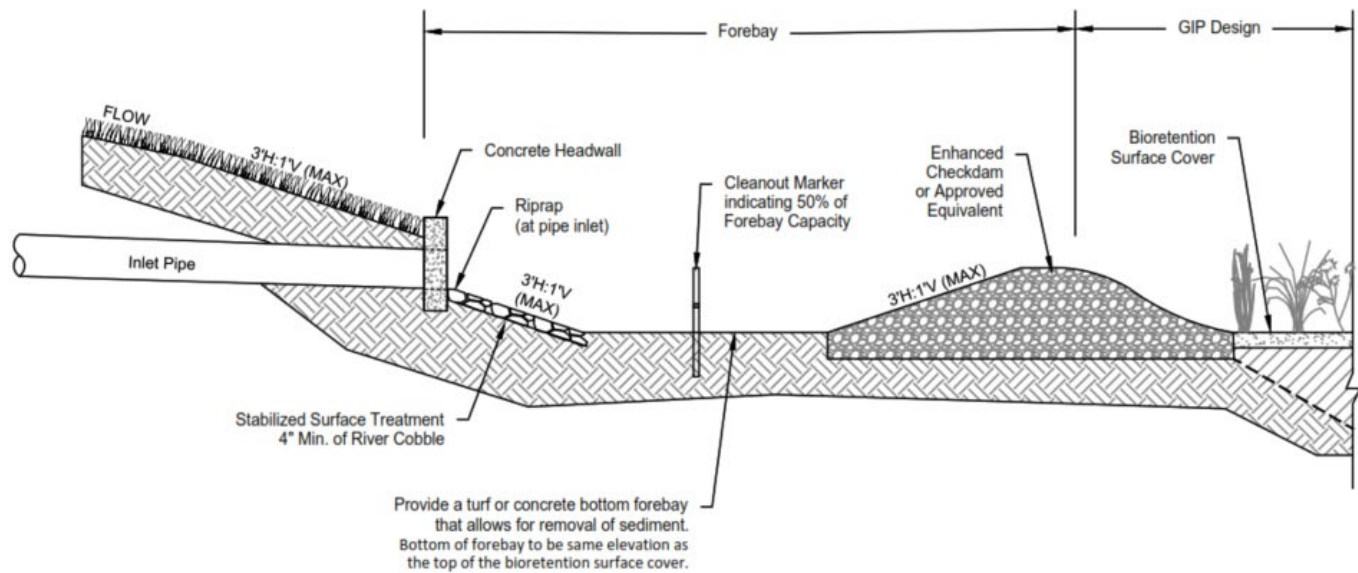 Forebay
GIP Design
FLOW
3'H:1'V (MAX)
Concrete Headwall
Bioretention
Surface Cover
Enhanced
Checkdam
or Approved
Equivalent
Cleanout Marker
indicating 50% of
Forebay Capacity
Riprap
(at pipe inlet)
Inlet Pipe
3'H:1'V
(MAX)
3'H:1'V (MAX)
Stabilized Surface Treatment
4" Min. of River Cobble
Provide a turf or concrete bottom forebay
that allows for removal of sediment.
Bottom of forebay to be same elevation as
the top of the bioretention surface cover.